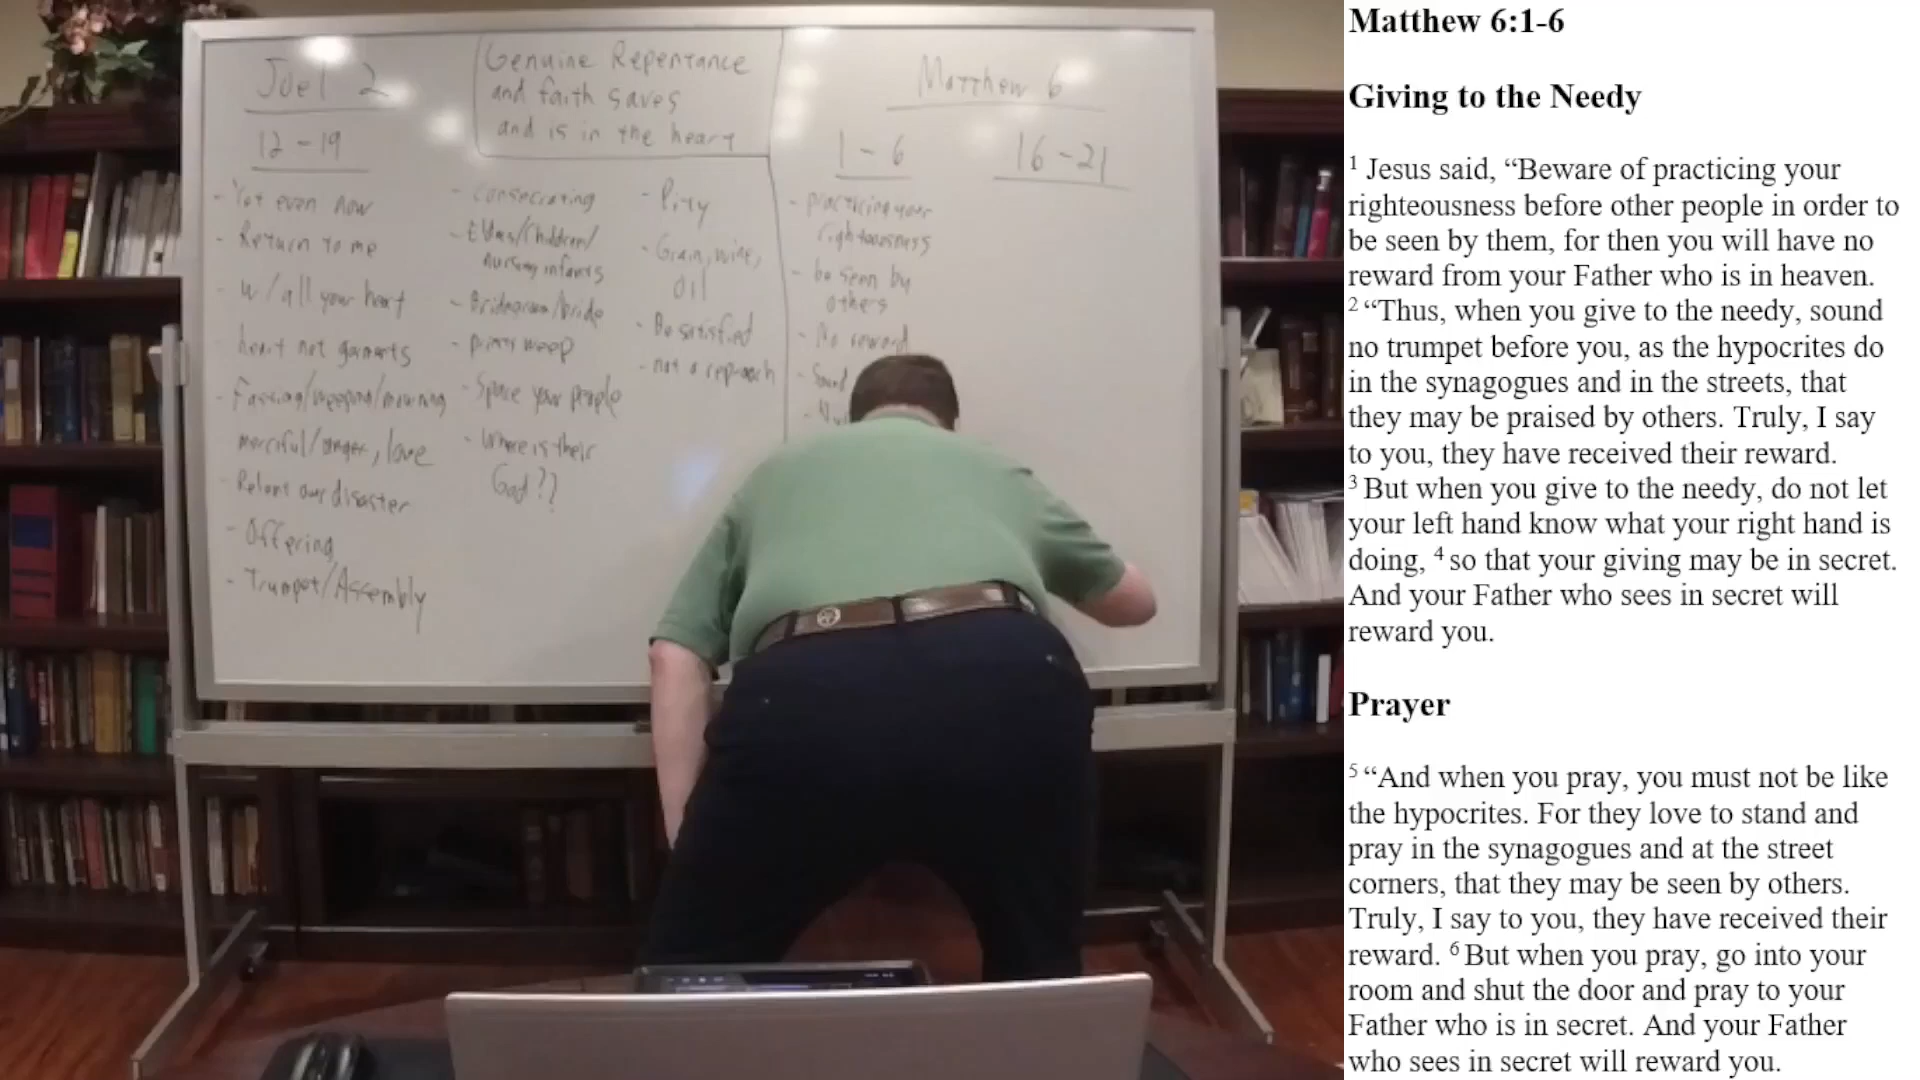 Joel 2
12 - 19
- Yet even now
- Return to me
- w/ all your heart
heart not garments
- Fasting/weeping/mourning
merciful/anger, love
- Relent over disaster
- Offering
- Trumpet/Assembly
Genuine Repentance
and faith saves
and is in the heart
- Consecrating
- Elders/Children/
nursing infants
- Bridegroom/bride
- priests weep
- Spare your people
- Where is their
God??
- Pity
- Grain, wine,
Oil
- Be satisfied
- not a reproach
Matthew 6
1 - 6
- practicing your
righteousness
- be seen by
others
- No reward
- Sound
16 - 21
Matthew 6:1-6
Giving to the Needy
1 Jesus said, “Beware of practicing your
righteousness before other people in order to
be seen by them, for then you will have no
reward from your Father who is in heaven.
2 “Thus, when you give to the needy, sound
no trumpet before you, as the hypocrites do
in the synagogues and in the streets, that
they may be praised by others. Truly, I say
to you, they have received their reward.
3 But when you give to the needy, do not let
your left hand know what your right hand is
doing, 4 so that your giving may be in secret.
And your Father who sees in secret will
reward you.
Prayer
5 “And when you pray, you must not be like
the hypocrites. For they love to stand and
pray in the synagogues and at the street
corners, that they may be seen by others.
Truly, I say to you, they have received their
reward. 6 But when you pray, go into your
room and shut the door and pray to your
Father who is in secret. And your Father
who sees in secret will reward you.